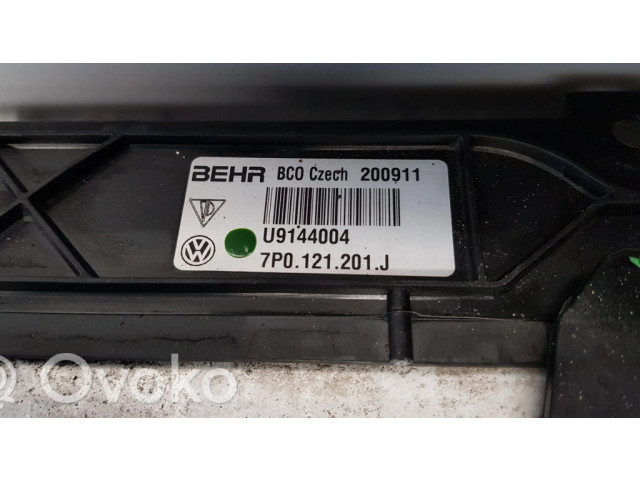 BEHR BCO Czech 200911
U9144004
7P0.121.201.J
Ovoko